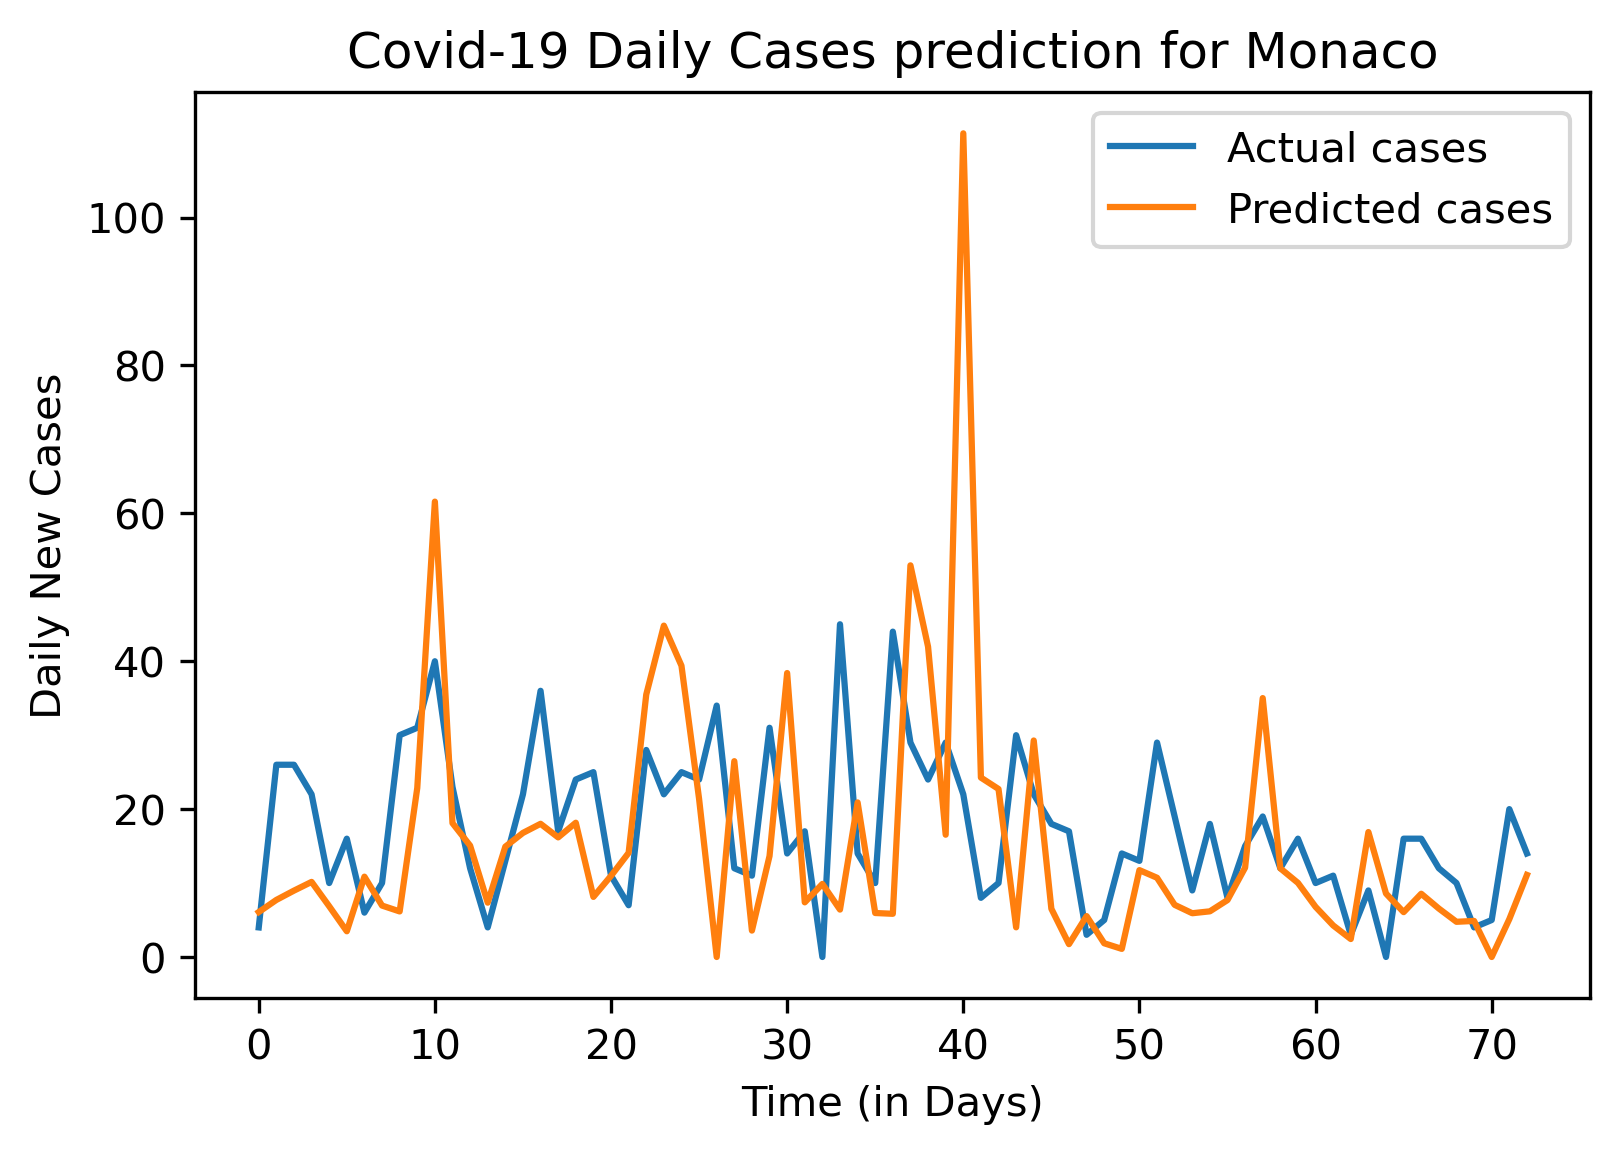 Covid-19 Daily Cases prediction for Monaco
Actual cases
Predicted cases
Daily New Cases
100
80
60
40
20
0
0 10 20 30 40 50 60 70
Time (in Days)